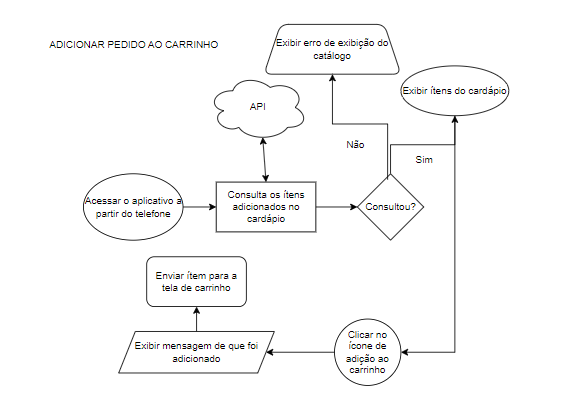 ADICIONAR PEDIDO AO CARRINHO
Exibir erro de exibição do
catálogo
Exibir ítens do cardápio
API
Não
Sim
Acessar o aplicativo a
partir do telefone
Consulta os ítens
adicionados no
cardápio
Consultou?
Enviar ítem para a
tela de carrinho
Exibir mensagem de que foi
adicionado
Clicar no
ícone de
adição ao
carrinho